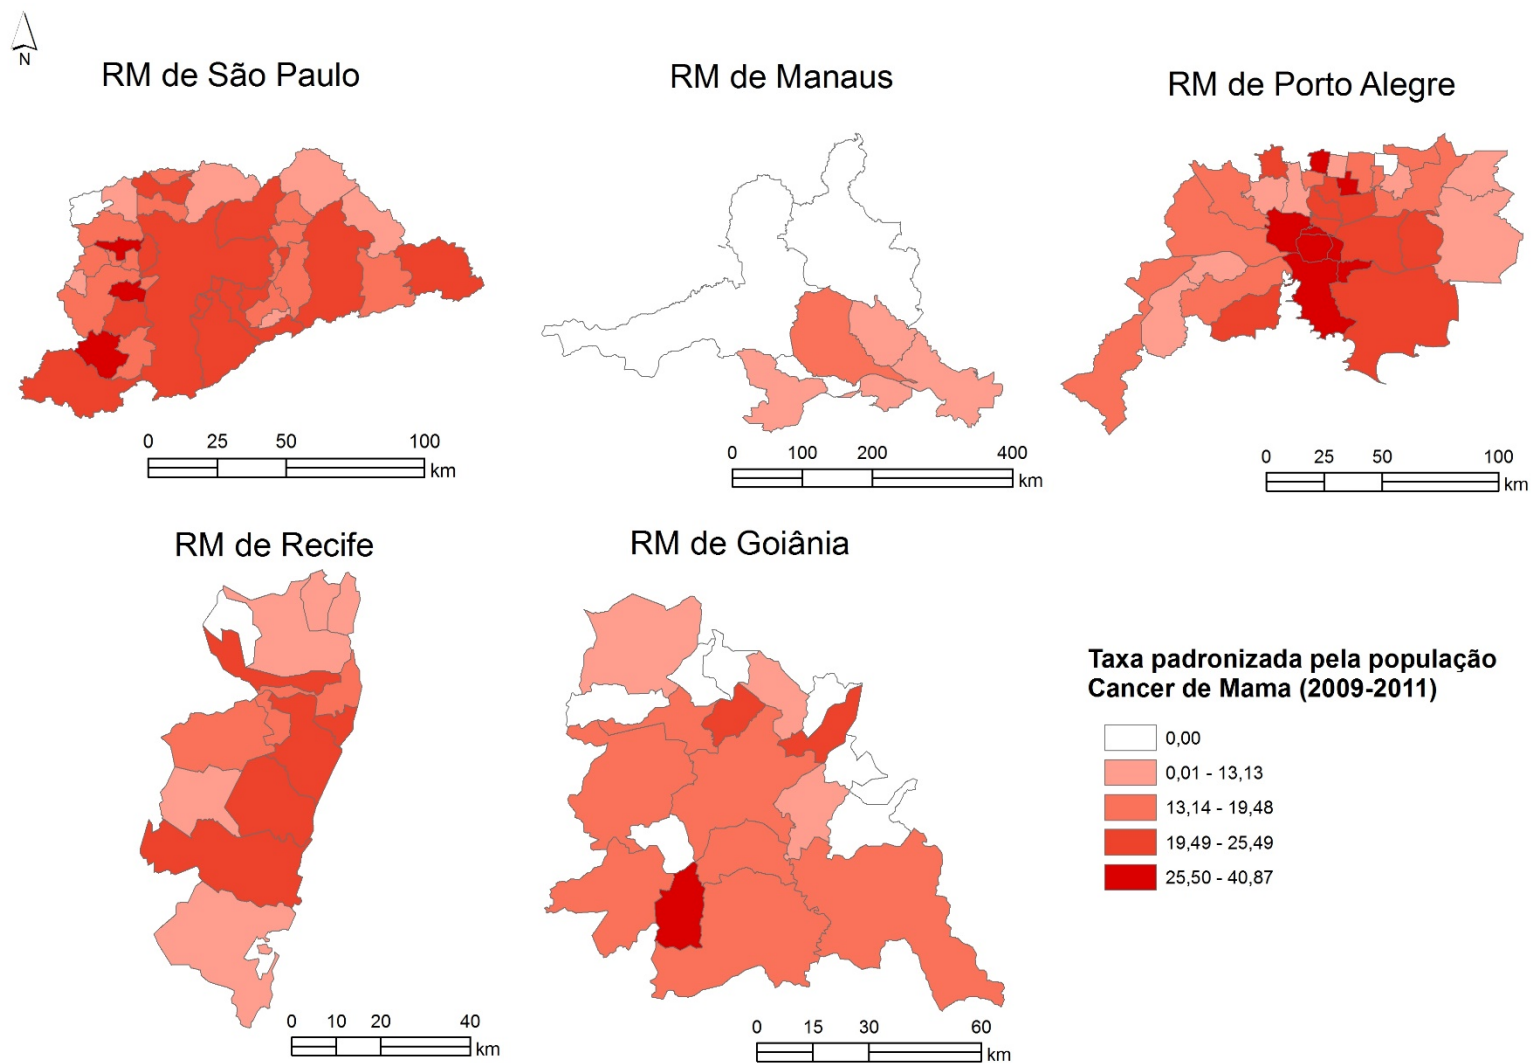 N
RM de São Paulo
RM de Manaus
RM de Porto Alegre
0 25 50 100
km
0 100 200 400
km
0 25 50 100
km
RM de Recife
RM de Goiânia
Taxa padronizada pela população
Cancer de Mama (2009-2011)
0,00
0,01 - 13,13
13,14 - 19,48
19,49 - 25,49
25,50 - 40,87
0 10 20 40
km
0 15 30 60
km